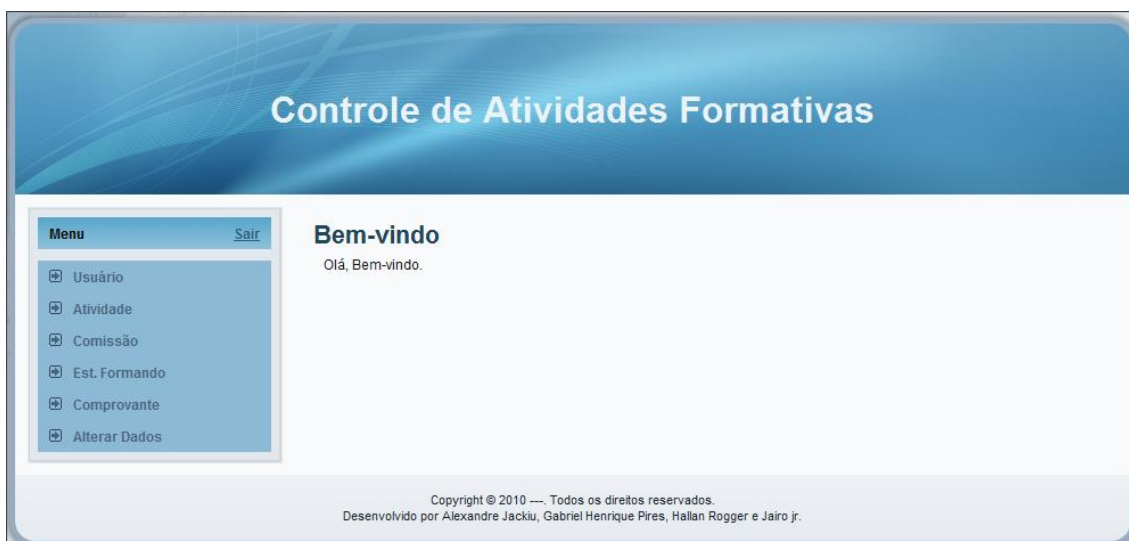 Controle de Atividades Formativas
Menu Sair
Usuário
Atividade
Comissão
Est. Formando
Comprovante
Alterar Dados
Bem-vindo
Olá, Bem-vindo.
Copyright © 2010 ---. Todos os direitos reservados.
Desenvolvido por Alexandre Jackiu, Gabriel Henrique Pires, Hallan Rogger e Jairo jr.